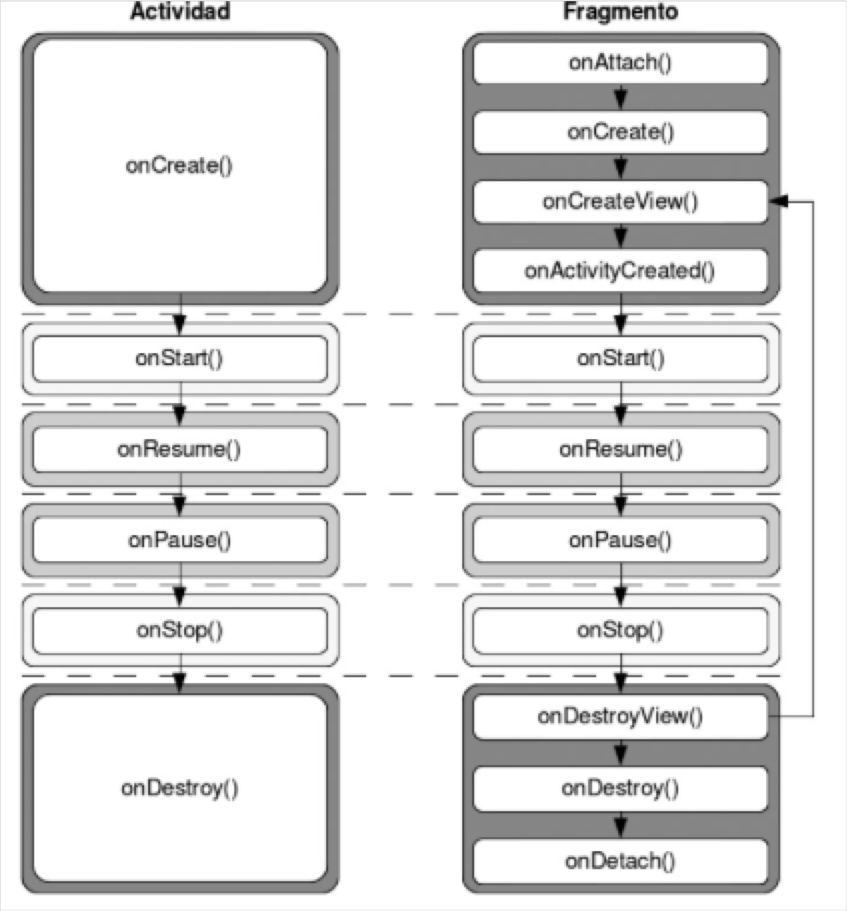 Actividad
onCreate()
onStart()
onResume()
onPause()
onStop()
onDestroy()
Fragmento
onAttach()
onCreate()
onCreateView()
onActivityCreated()
onStart()
onResume()
onPause()
onStop()
onDestroyView()
onDestroy()
onDetach()